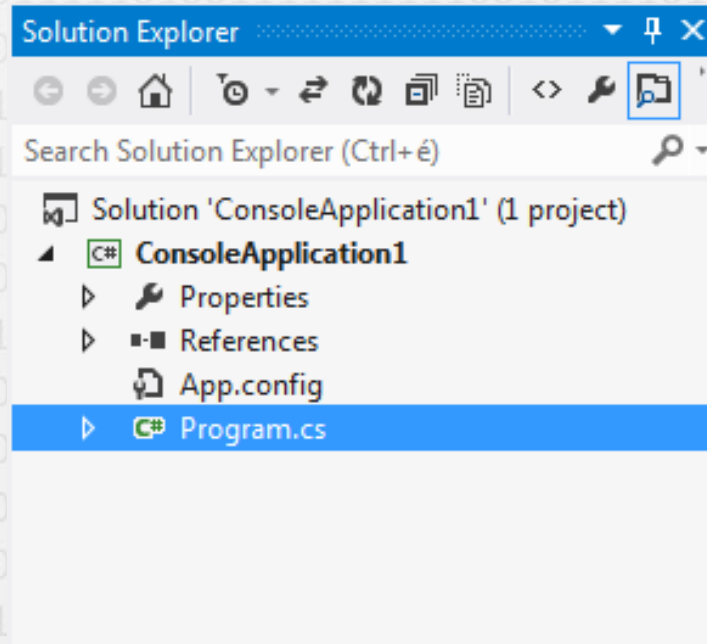 Solution Explorer
Search Solution Explorer (Ctrl+é)
Solution 'ConsoleApplication1' (1 project)
C# ConsoleApplication1
Properties
References
App.config
C# Program.cs